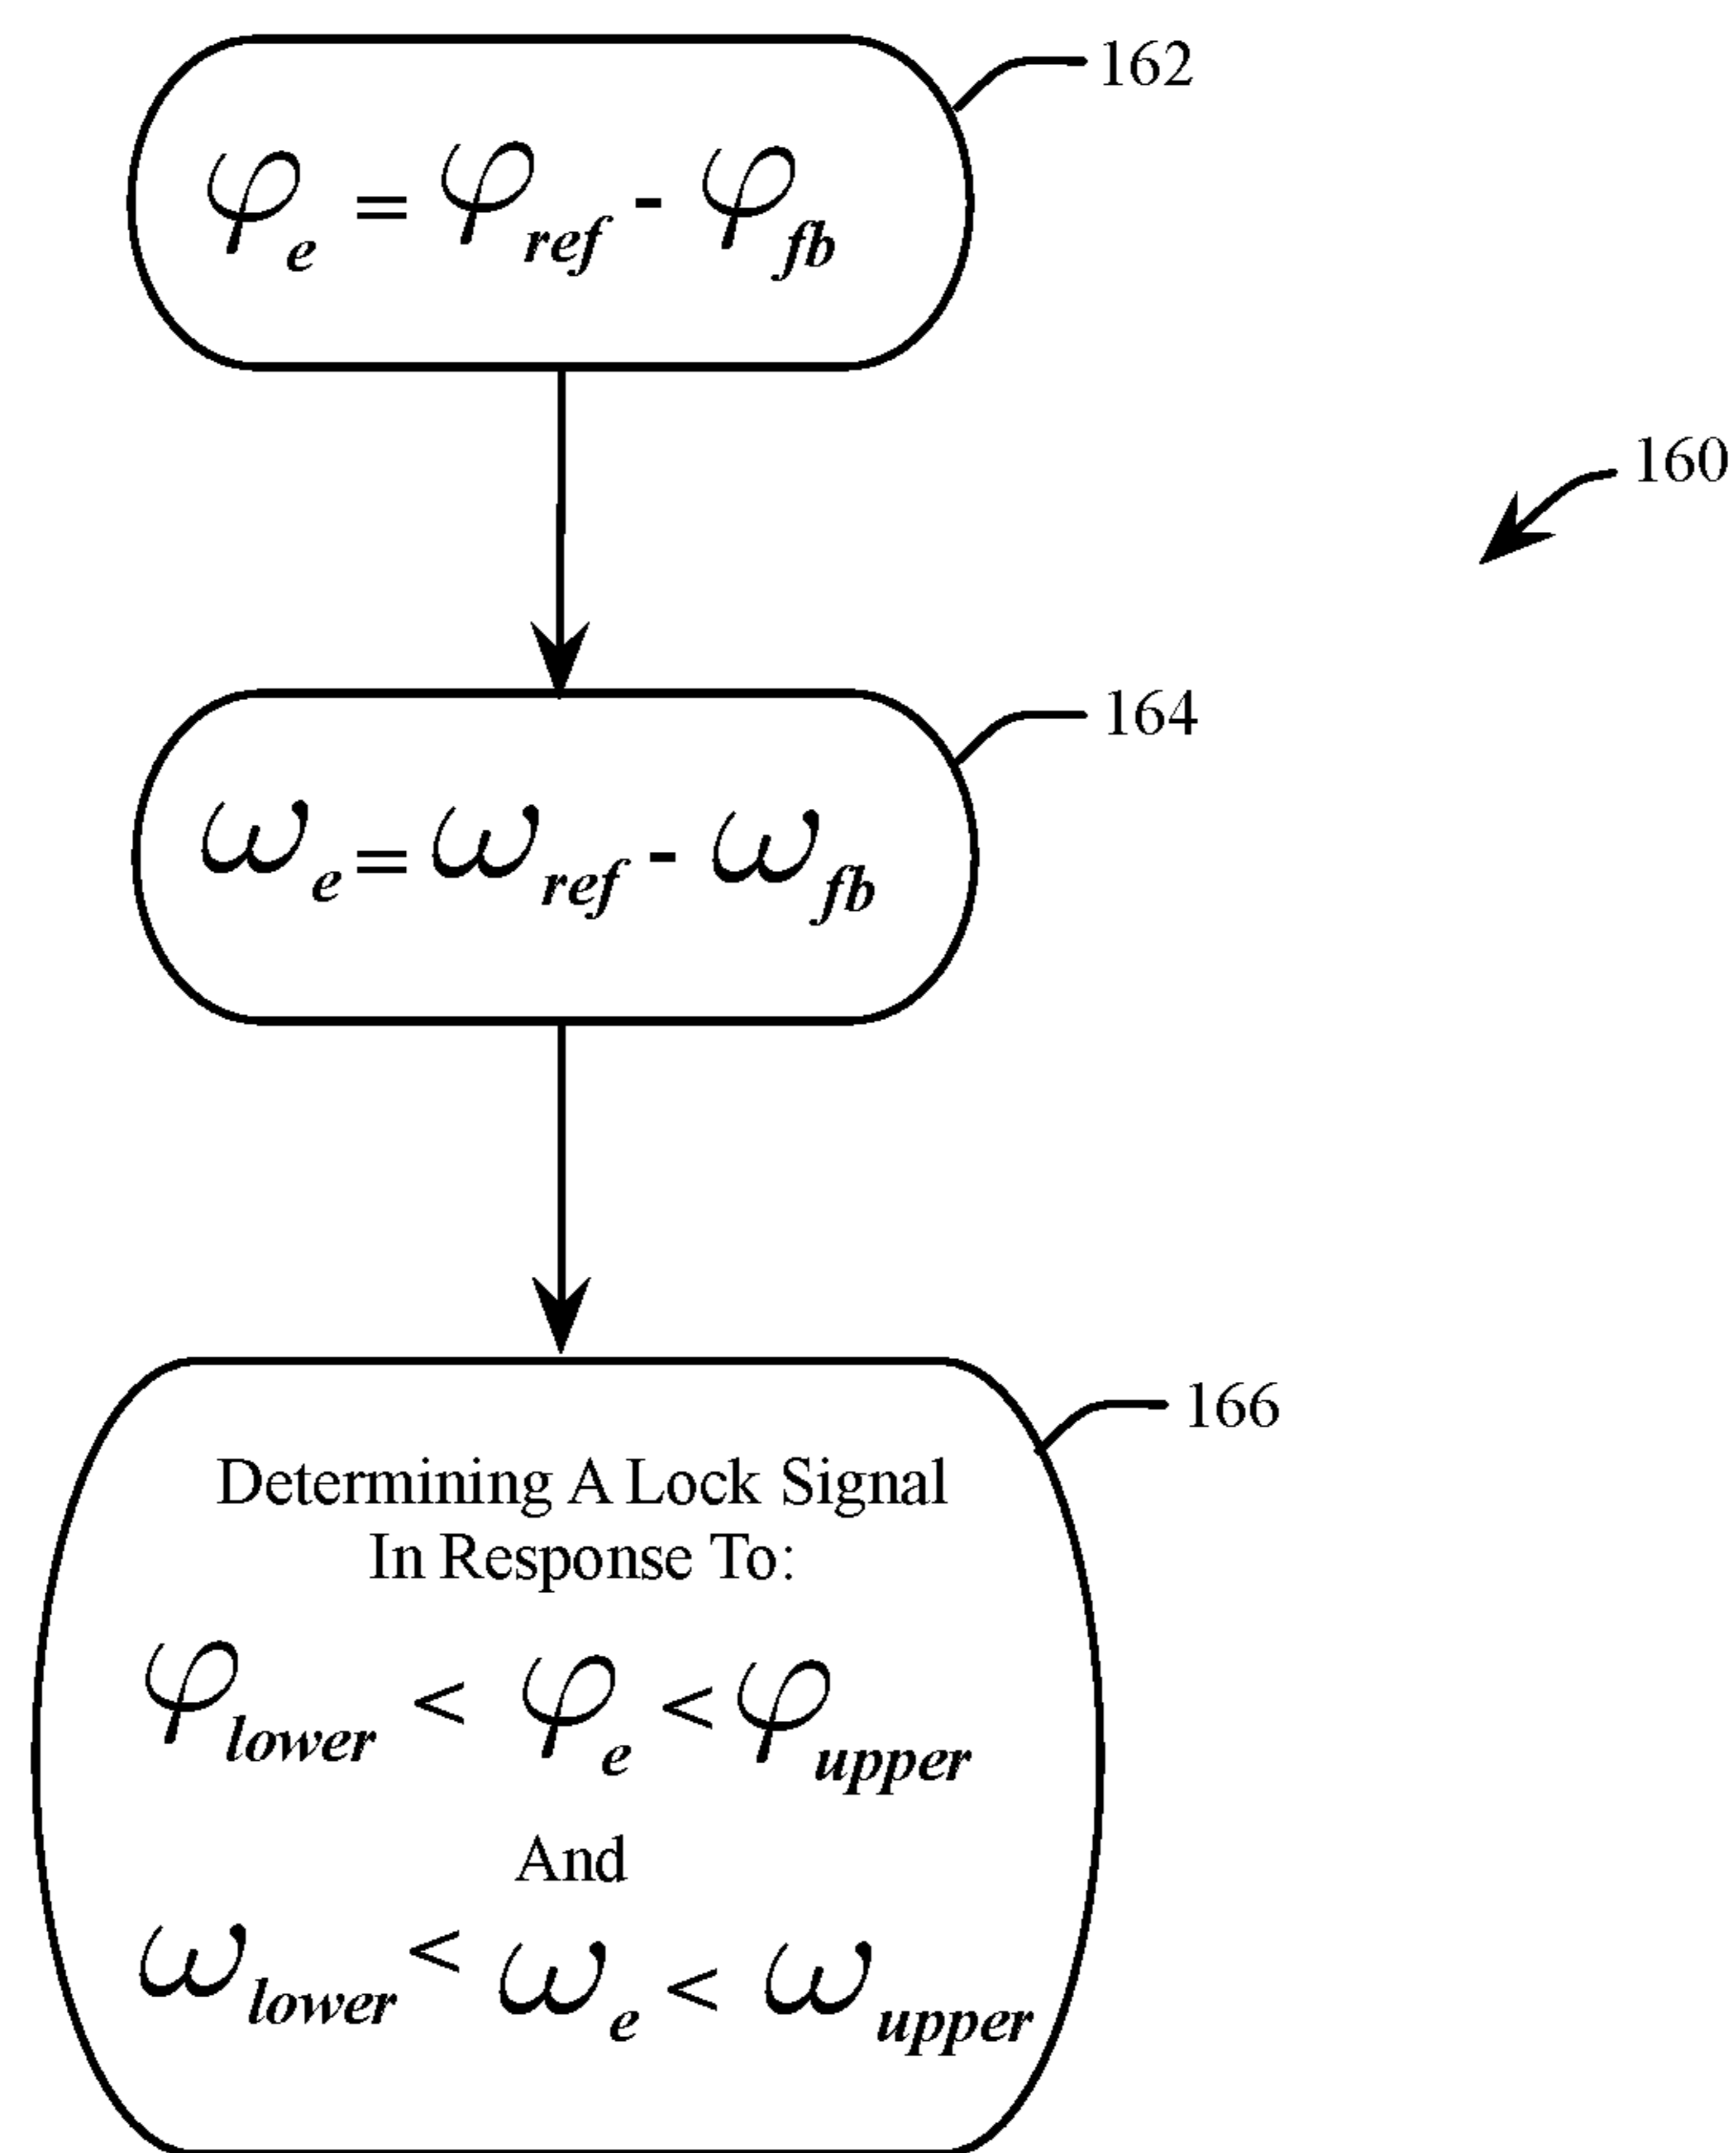 162
φe = φref - φfb
160
164
ωe = ωref - ωfb
166
Determining A Lock Signal
In Response To:
φlower < φe < φupper
And
ωlower < ωe < ωupper